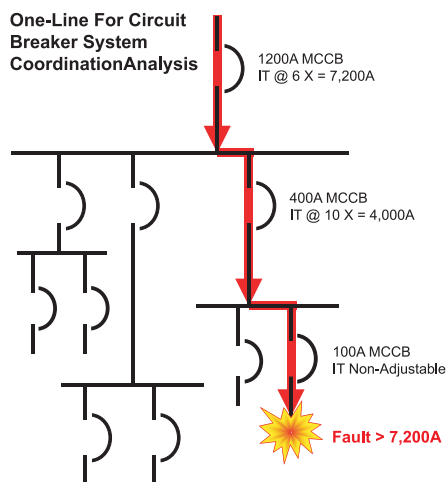 One-Line For Circuit
Breaker System
CoordinationAnalysis
1200A MCCB
IT @ 6 X = 7,200A
400A MCCB
IT @ 10 X = 4,000A
100A MCCB
IT Non-Adjustable
Fault > 7,200A